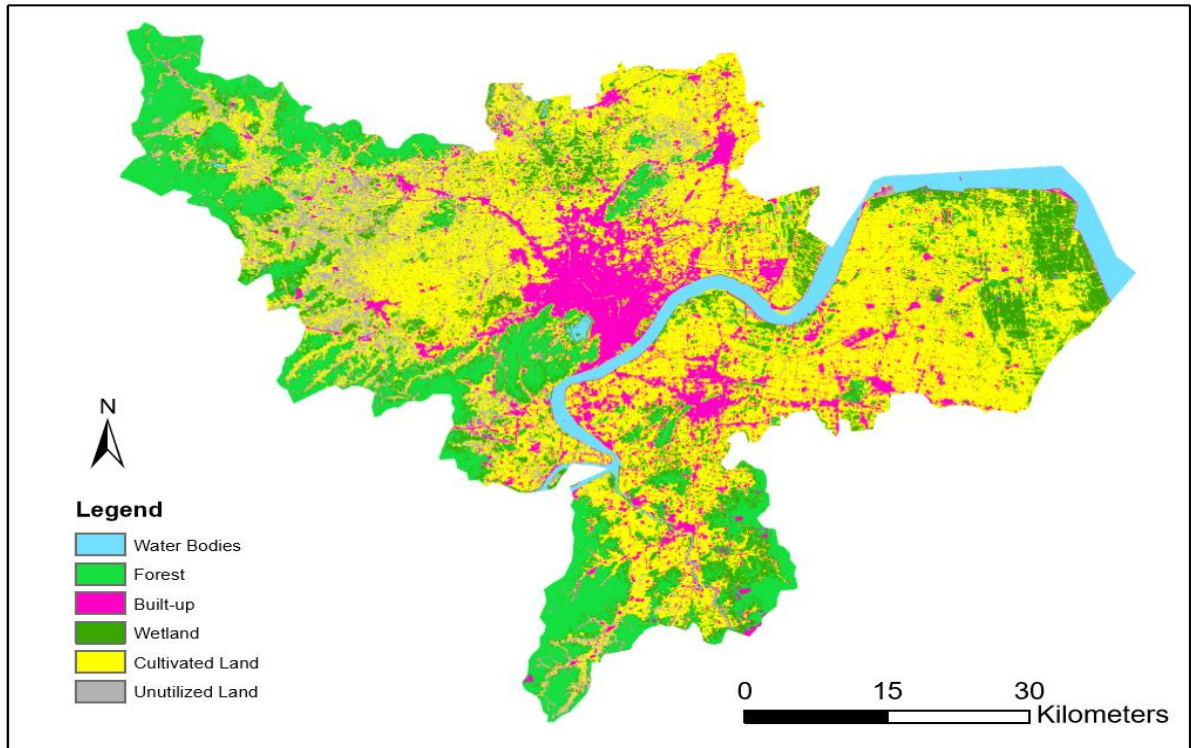 N
Legend
Water Bodies
Forest
Built-up
Wetland
Cultivated Land
Unutilized Land
0 15 30
Kilometers